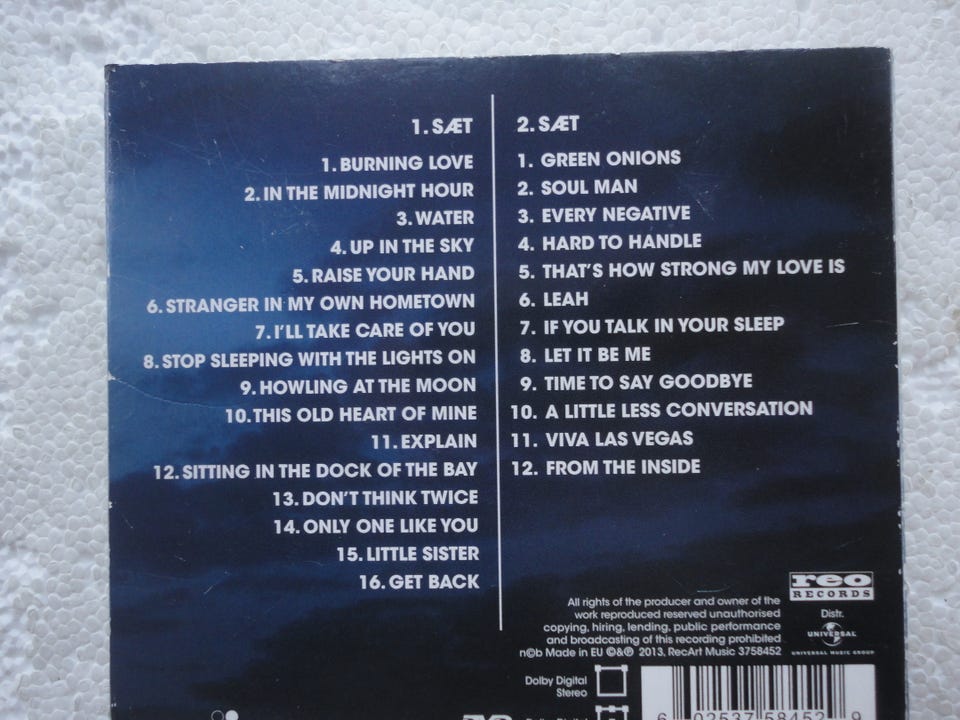 1. SÆT
1. BURNING LOVE
2. IN THE MIDNIGHT HOUR
3. WATER
4. UP IN THE SKY
5. RAISE YOUR HAND
6. STRANGER IN MY OWN HOMETOWN
7. I'LL TAKE CARE OF YOU
8. STOP SLEEPING WITH THE LIGHTS ON
9. HOWLING AT THE MOON
10. THIS OLD HEART OF MINE
11. EXPLAIN
12. SITTING IN THE DOCK OF THE BAY
13. DON'T THINK TWICE
14. ONLY ONE LIKE YOU
15. LITTLE SISTER
16. GET BACK
2. SÆT
1. GREEN ONIONS
2. SOUL MAN
3. EVERY NEGATIVE
4. HARD TO HANDLE
5. THAT'S HOW STRONG MY LOVE IS
6. LEAH
7. IF YOU TALK IN YOUR SLEEP
8. LET IT BE ME
9. TIME TO SAY GOODBYE
10. A LITTLE LESS CONVERSATION
11. VIVA LAS VEGAS
12. FROM THE INSIDE
All rights of the producer and owner of the
work reproduced reserved unauthorised
copying, hiring, lending, public performance
and broadcasting of this recording prohibited
n©b Made in EU ©&℗ 2013, RecArt Music 3758452
reo
RECORDS
Distr.
UNIVERSAL
UNIVERSAL MUSIC GROUP
Dolby Digital
Stereo
6 02537 58452 9